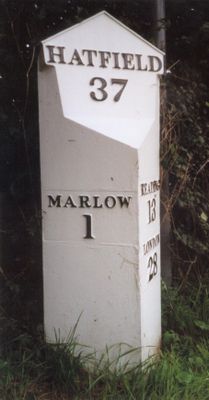 HATFIELD
37
MARLOW
1
READING
13
LONDON
28